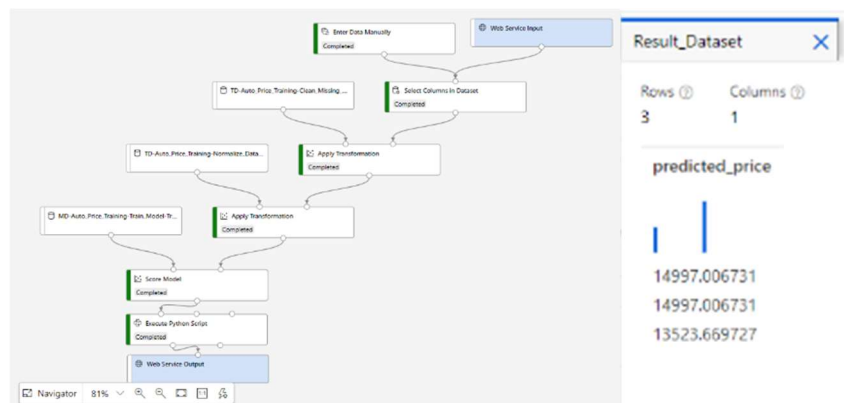 Enter Data Manually
Completed
Web Service Input
TD-Auto_Price_Training-Clean_Missing_...
Select Columns in Dataset
Completed
TD-Auto_Price_Training-Normalize_Data...
Apply Transformation
Completed
MD-Auto_Price_Training-Train_Model-Tr...
Apply Transformation
Completed
Score Model
Completed
Execute Python Script
Completed
Web Service Output
Navigator 81%
Result_Dataset
Rows Columns
3 1
predicted_price
14997.006731
14997.006731
13523.669727